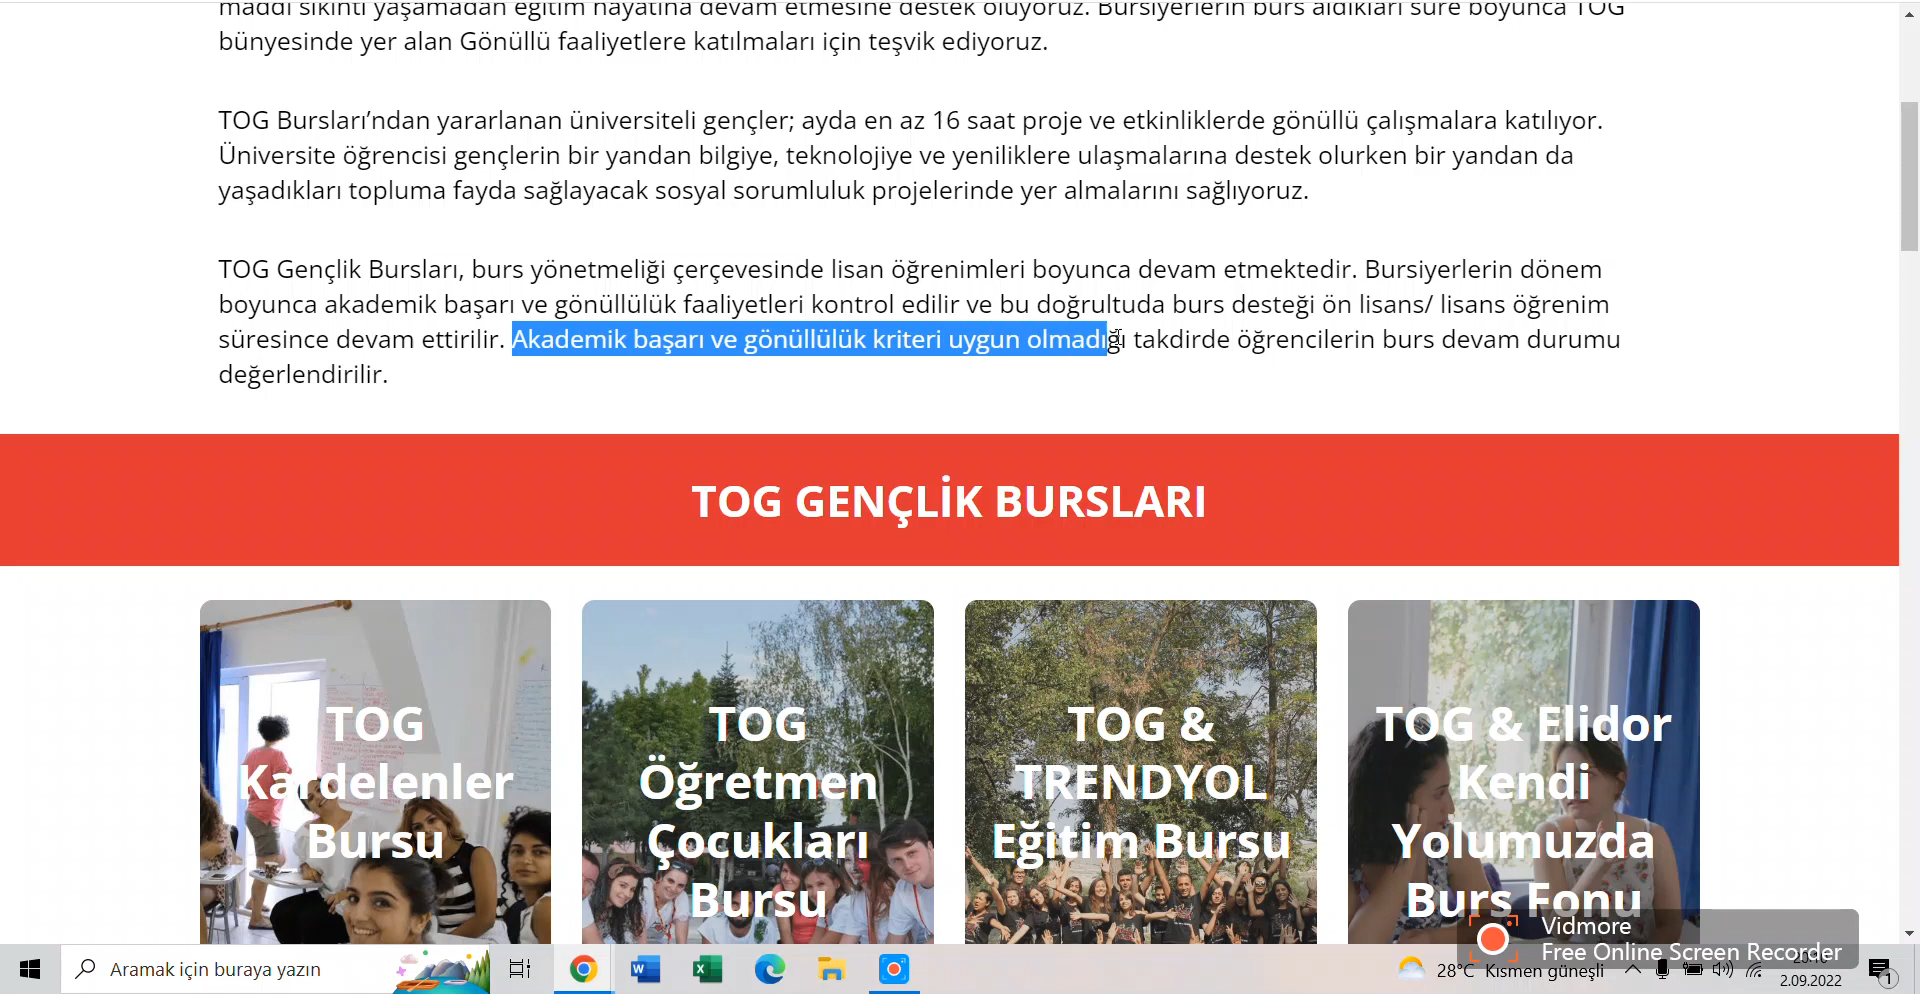 maddi sıkıntı yaşamadan eğitim hayatına devam etmesine destek oluyoruz. Bursiyerlerin burs aldıkları süre boyunca TOG
bünyesinde yer alan Gönüllü faaliyetlere katılmaları için teşvik ediyoruz.
TOG Bursları’ndan yararlanan üniversiteli gençler; ayda en az 16 saat proje ve etkinliklerde gönüllü çalışmalara katılıyor.
Üniversite öğrencisi gençlerin bir yandan bilgiye, teknolojiye ve yeniliklere ulaşmalarına destek olurken bir yandan da
yaşadıkları topluma fayda sağlayacak sosyal sorumluluk projelerinde yer almalarını sağlıyoruz.
TOG Gençlik Bursları, burs yönetmeliği çerçevesinde lisan öğrenimleri boyunca devam etmektedir. Bursiyerlerin dönem
boyunca akademik başarı ve gönüllülük faaliyetleri kontrol edilir ve bu doğrultuda burs desteği ön lisans/ lisans öğrenim
süresince devam ettirilir. Akademik başarı ve gönüllülük kriteri uygun olmadığı takdirde öğrencilerin burs devam durumu
değerlendirilir.
TOG GENÇLİK BURSLARI
TOG
Kardelenler
Bursu
TOG
Öğretmen
Çocukları
Bursu
TOG &
TRENDYOL
Eğitim Bursu
TOG & Elidor
Kendi
Yolumuzda
Burs Fonu
Vidmore
Free Online Screen Recorder
Aramak için buraya yazın
28°C Kısmen güneşli
2.09.2022
1